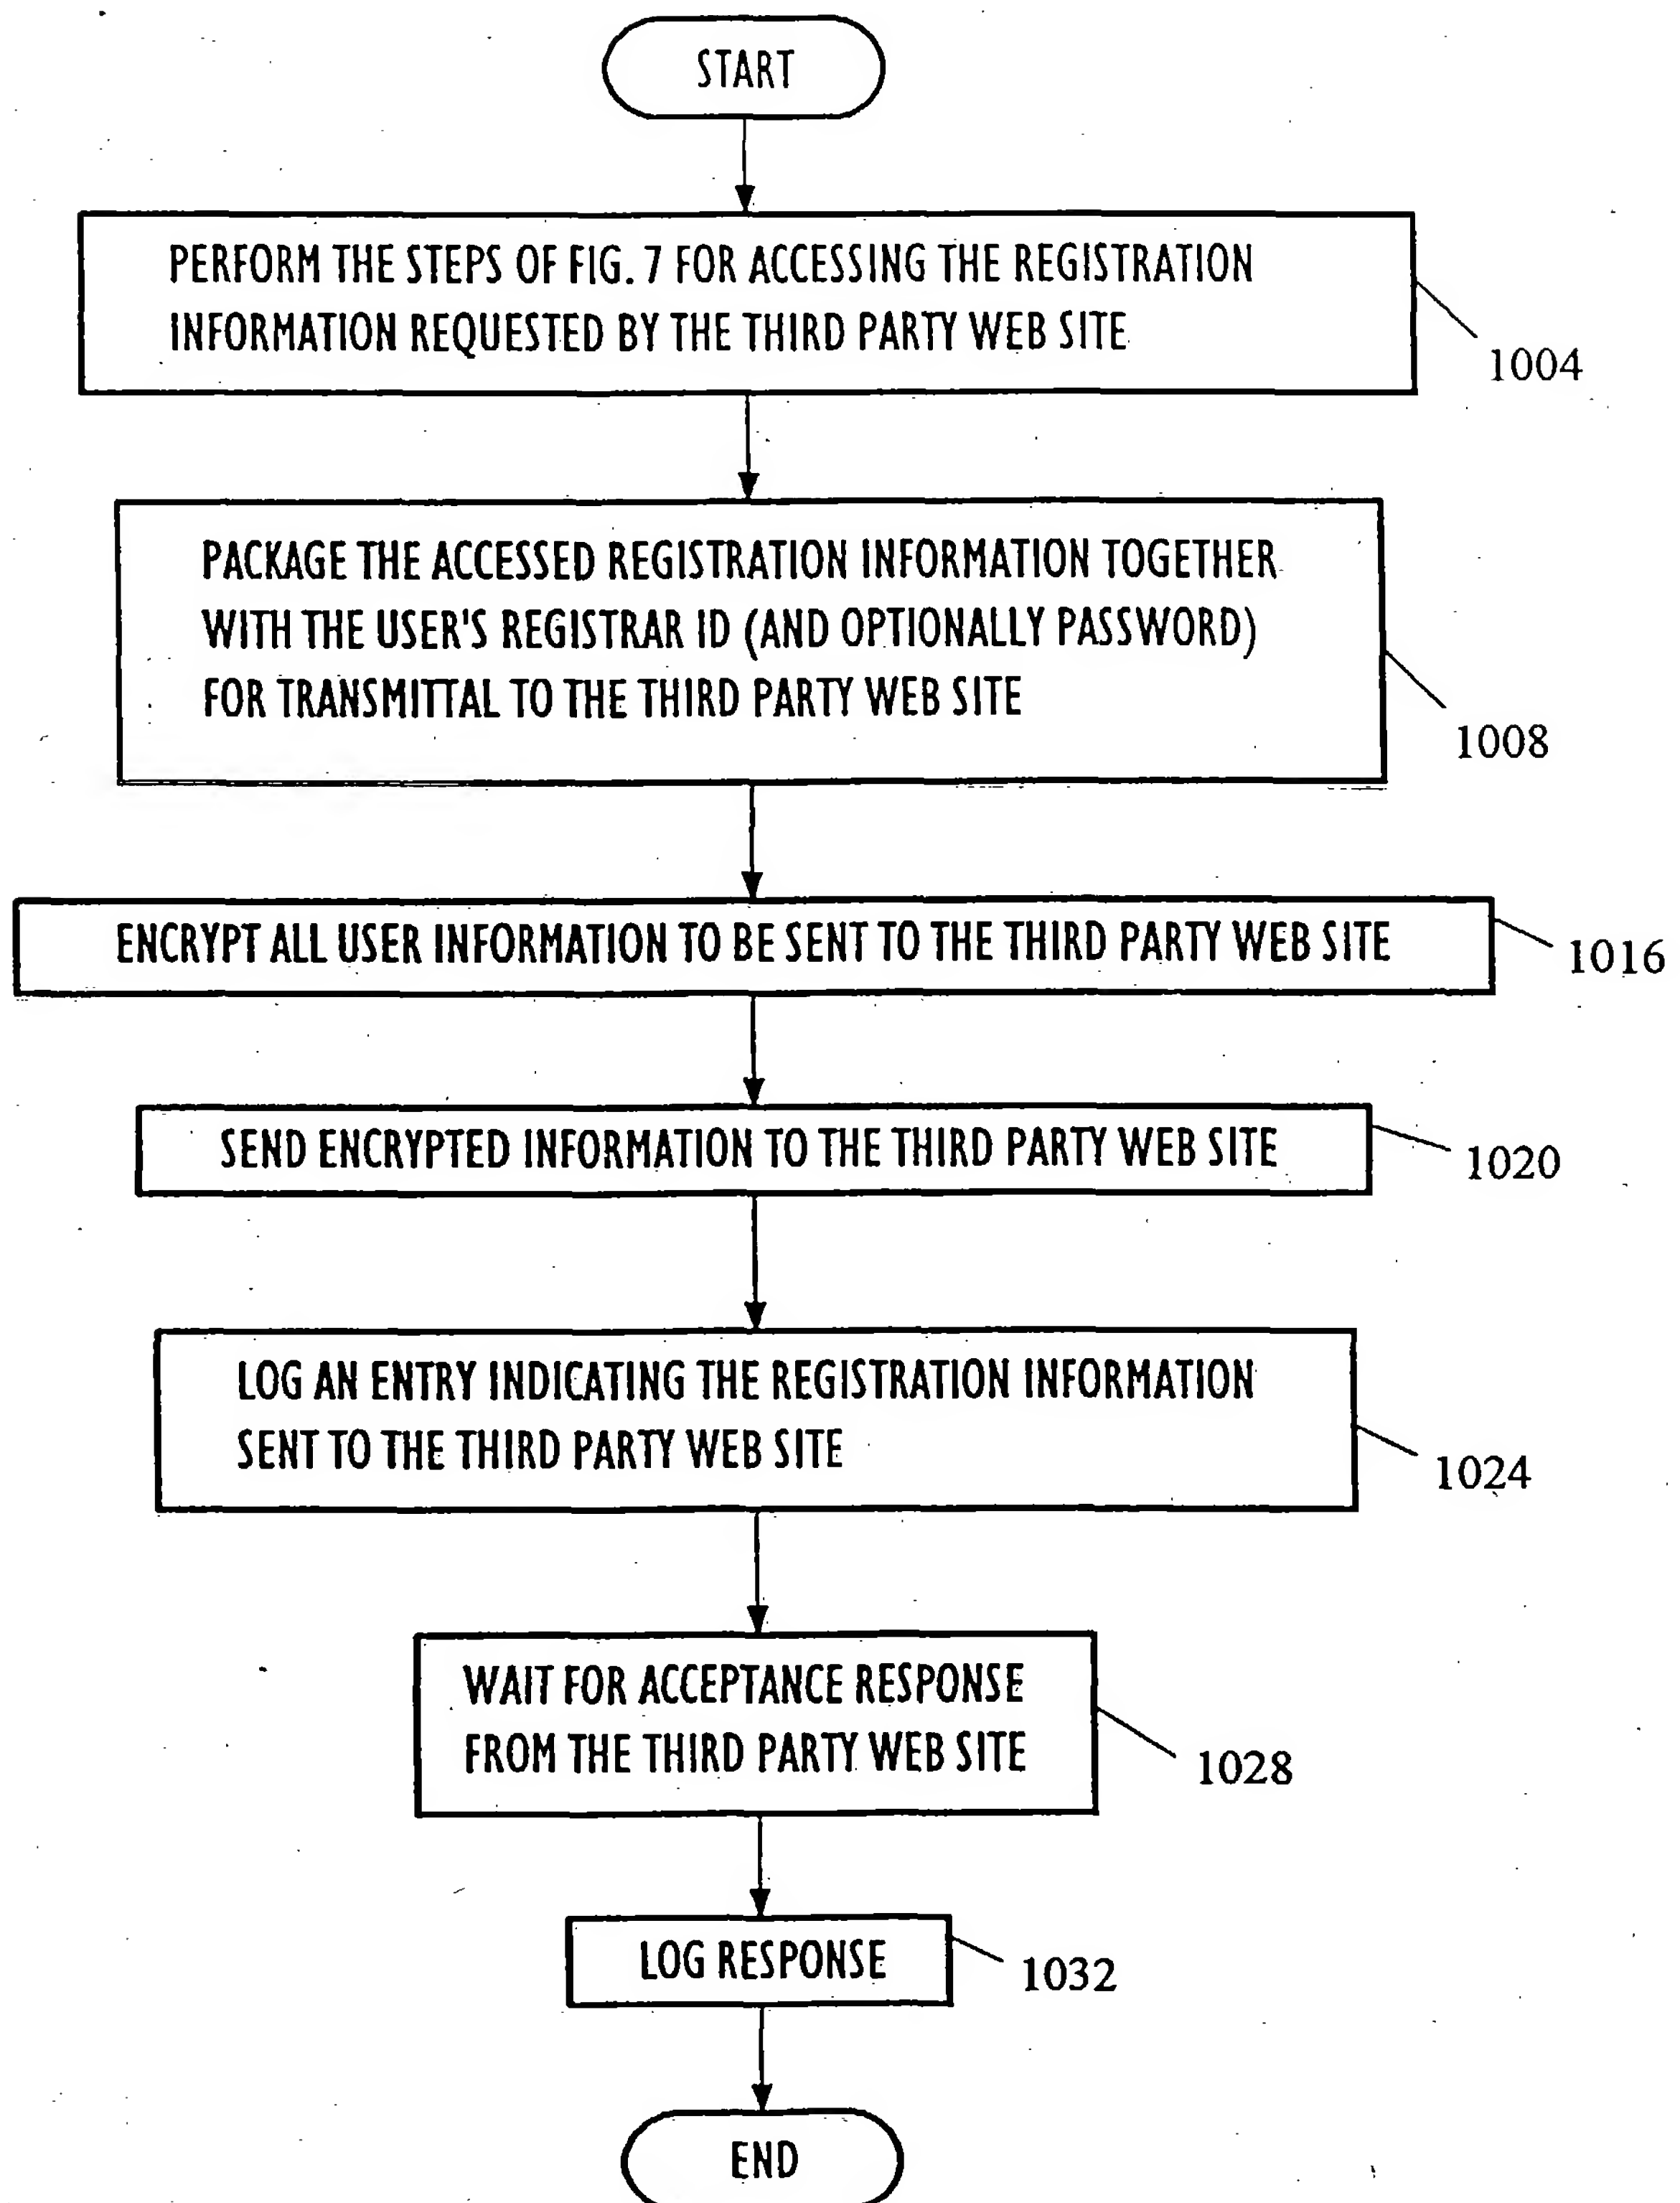 START
PERFORM THE STEPS OF FIG. 7 FOR ACCESSING THE REGISTRATION
INFORMATION REQUESTED BY THE THIRD PARTY WEB SITE
1004
PACKAGE THE ACCESSED REGISTRATION INFORMATION TOGETHER
WITH THE USER'S REGISTRAR ID (AND OPTIONALLY PASSWORD)
FOR TRANSMITTAL TO THE THIRD PARTY WEB SITE
1008
ENCRYPT ALL USER INFORMATION TO BE SENT TO THE THIRD PARTY WEB SITE
1016
SEND ENCRYPTED INFORMATION TO THE THIRD PARTY WEB SITE
1020
LOG AN ENTRY INDICATING THE REGISTRATION INFORMATION
SENT TO THE THIRD PARTY WEB SITE
1024
WAIT FOR ACCEPTANCE RESPONSE
FROM THE THIRD PARTY WEB SITE
1028
LOG RESPONSE
1032
END